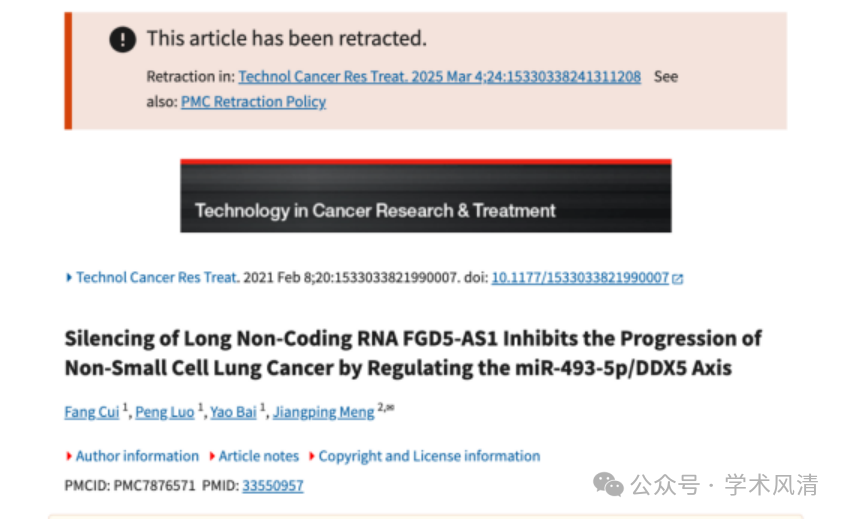 This article has been retracted.
Retraction in: Technol Cancer Res Treat. 2025 Mar 4;24:15330338241311208 See
also: PMC Retraction Policy
Technology in Cancer Research & Treatment
Technol Cancer Res Treat. 2021 Feb 8;20:1533033821990007. doi: 10.1177/1533033821990007
Silencing of Long Non-Coding RNA FGD5-AS1 Inhibits the Progression of
Non-Small Cell Lung Cancer by Regulating the miR-493-5p/DDX5 Axis
Fang Cui 1, Peng Luo 1, Yao Bai 1, Jiangping Meng 2,✉
Author information Article notes Copyright and License information
PMCID: PMC7876571 PMID: 33550957
公众号 · 学术风清